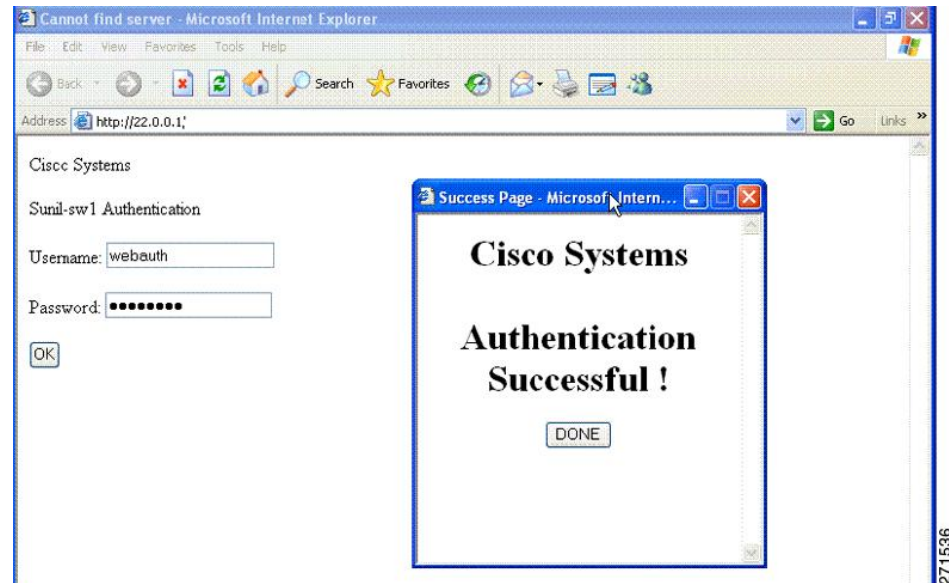 Cannot find server - Microsoft Internet Explorer
File Edit View Favorites Tools Help
Back Search Favorites
Address http://22.0.0.1/ Go Links »
Cisco Systems
Sunil-sw1 Authentication
Username: webauth
Password: ●●●●●●●●
OK
Success Page - Microsoft Intern...
Cisco Systems
Authentication
Successful !
DONE
271536